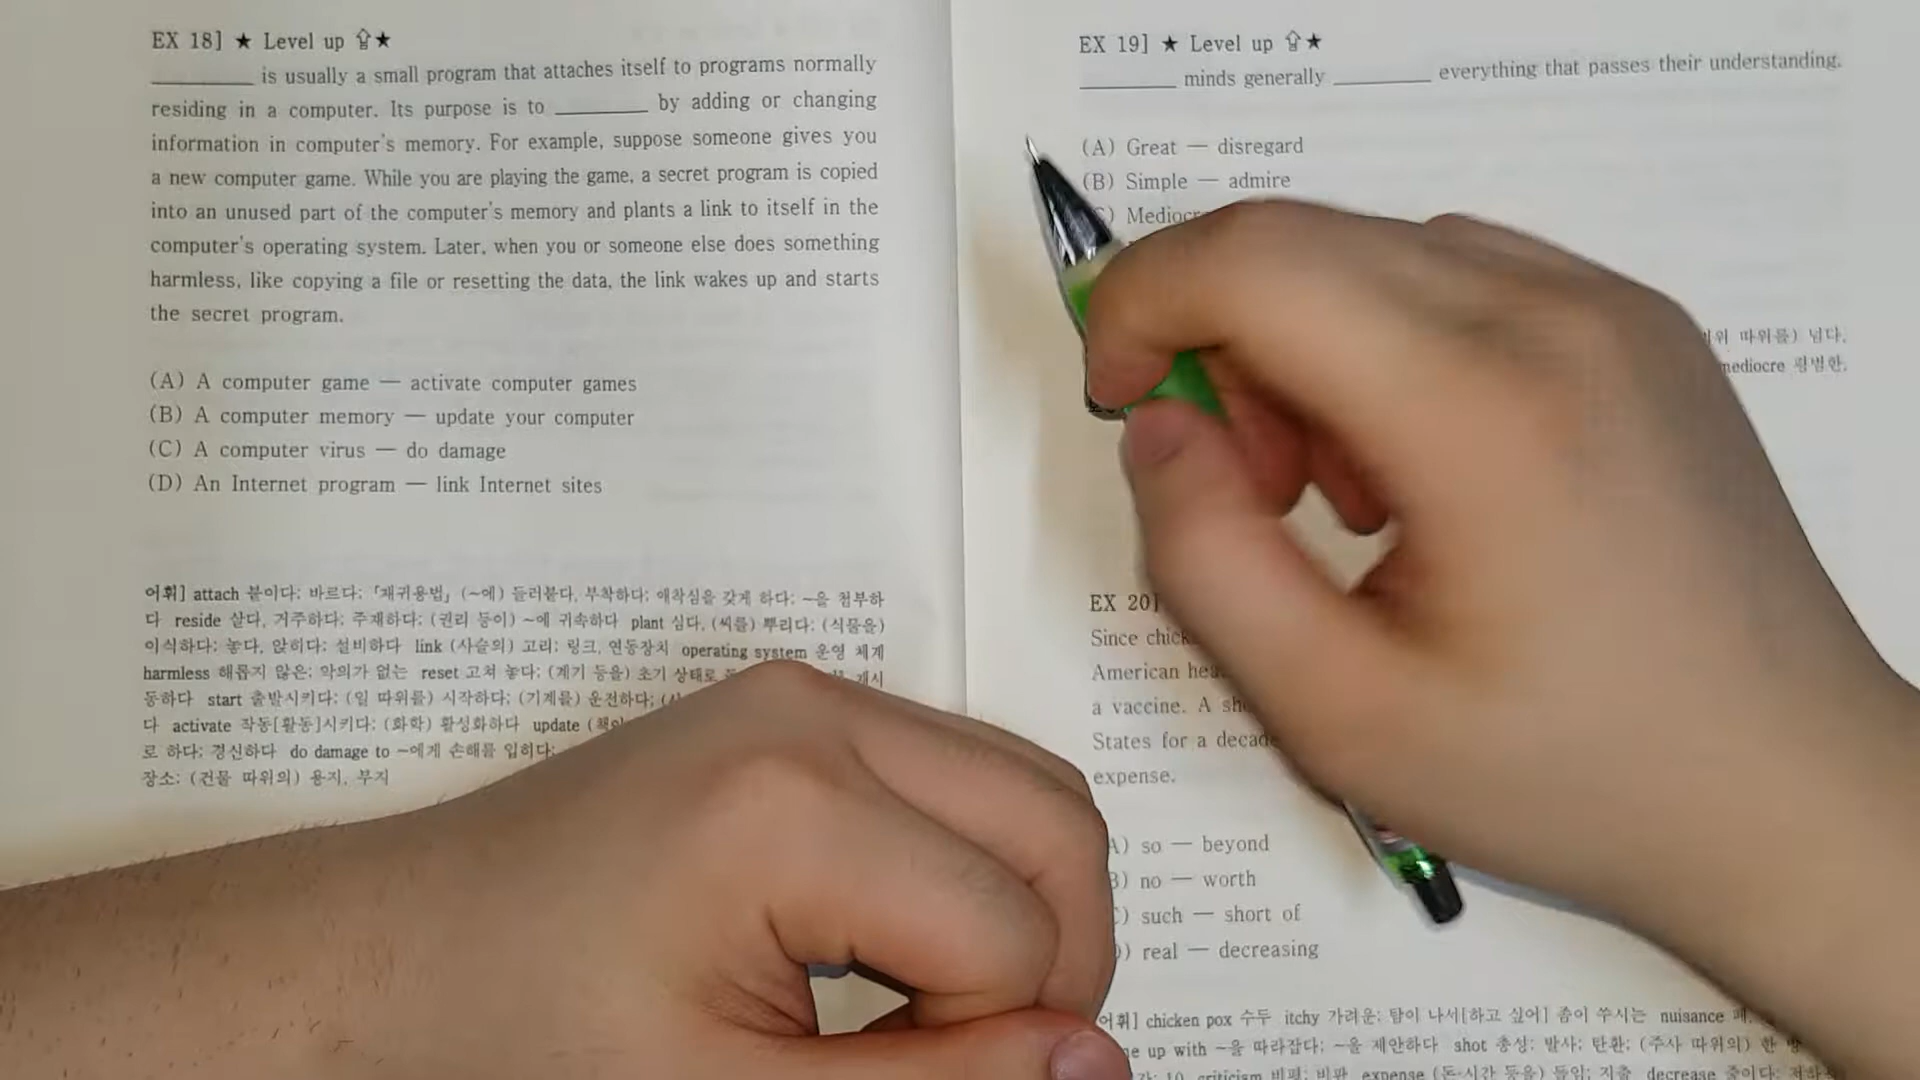 EX 18] ★ Level up ⇧★
________ is usually a small program that attaches itself to programs normally
residing in a computer. Its purpose is to ________ by adding or changing
information in computer's memory. For example, suppose someone gives you
a new computer game. While you are playing the game, a secret program is copied
into an unused part of the computer's memory and plants a link to itself in the
computer's operating system. Later, when you or someone else does something
harmless, like copying a file or resetting the data, the link wakes up and starts
the secret program.
(A) A computer game — activate computer games
(B) A computer memory — update your computer
(C) A computer virus — do damage
(D) An Internet program — link Internet sites
어휘] attach 붙이다; 바르다; 「재귀용법」 (~에) 들러붙다, 부착하다; 애착심을 갖게 하다; ~을 첨부하
다 reside 살다, 거주하다; 주재하다; (권리 등이) ~에 귀속하다 plant 심다, (씨를) 뿌리다; (식물을)
이식하다; 놓다, 앉히다; 설비하다 link (사슬의) 고리; 링크, 연동장치 operating system 운영 체계
harmless 해롭지 않은; 악의가 없는 reset 고쳐 놓다; (계기 등을) 초기 상태로
동하다 start 출발시키다; (일 따위를) 시작하다; (기계를) 운전하다;
다 activate 작동[활동]시키다; (화학) 활성화하다 update
로 하다; 경신하다 do damage to ~에게 손해를 입히다;
장소; (건물 따위의) 용지, 부지
EX 19] ★ Level up ⇧★
________ minds generally ________ everything that passes their understanding.
(A) Great — disregard
(B) Simple — admire
따위를) 넘다,
mediocre 평범한,
EX 20]
Since
American
a vaccine. A
States for a decade
expense.
A) so — beyond
B) no — worth
C) such — short of
D) real — decreasing
어휘] chicken pox 수두 itchy 가려운; 탐이 나서[하고 싶어] 좀이 쑤시는 nuisance
up with ~을 따라잡다; ~을 제안하다 shot 총성; 발사; 탄환; (주사 따위의) 한
criticism 비평; 비판 expense (돈·시간 등을) 들임; 지출 decrease 줄이다;